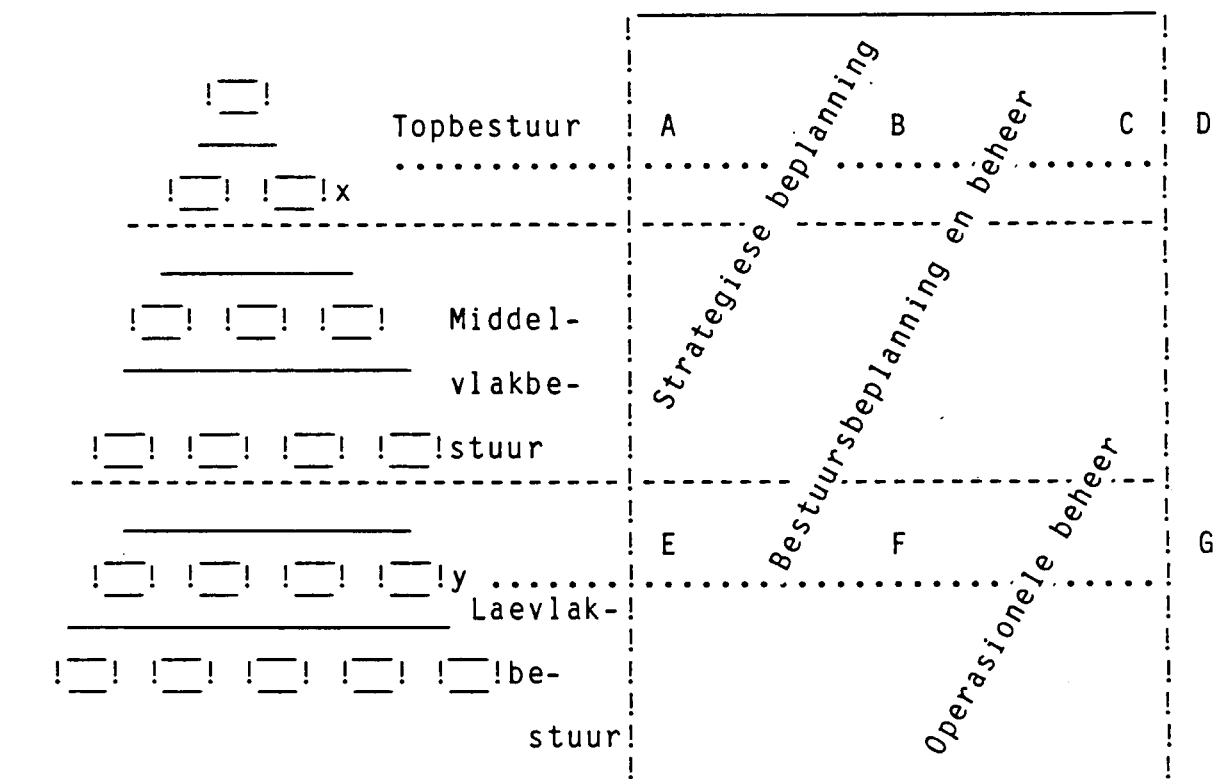 Topbestuur A B C D
x
Middel-
vlakbe-
stuur
E F G
y
Laevlak-
be-
stuur
Strategiese beplanning
Bestuursbeplanning en beheer
Operasionele beheer